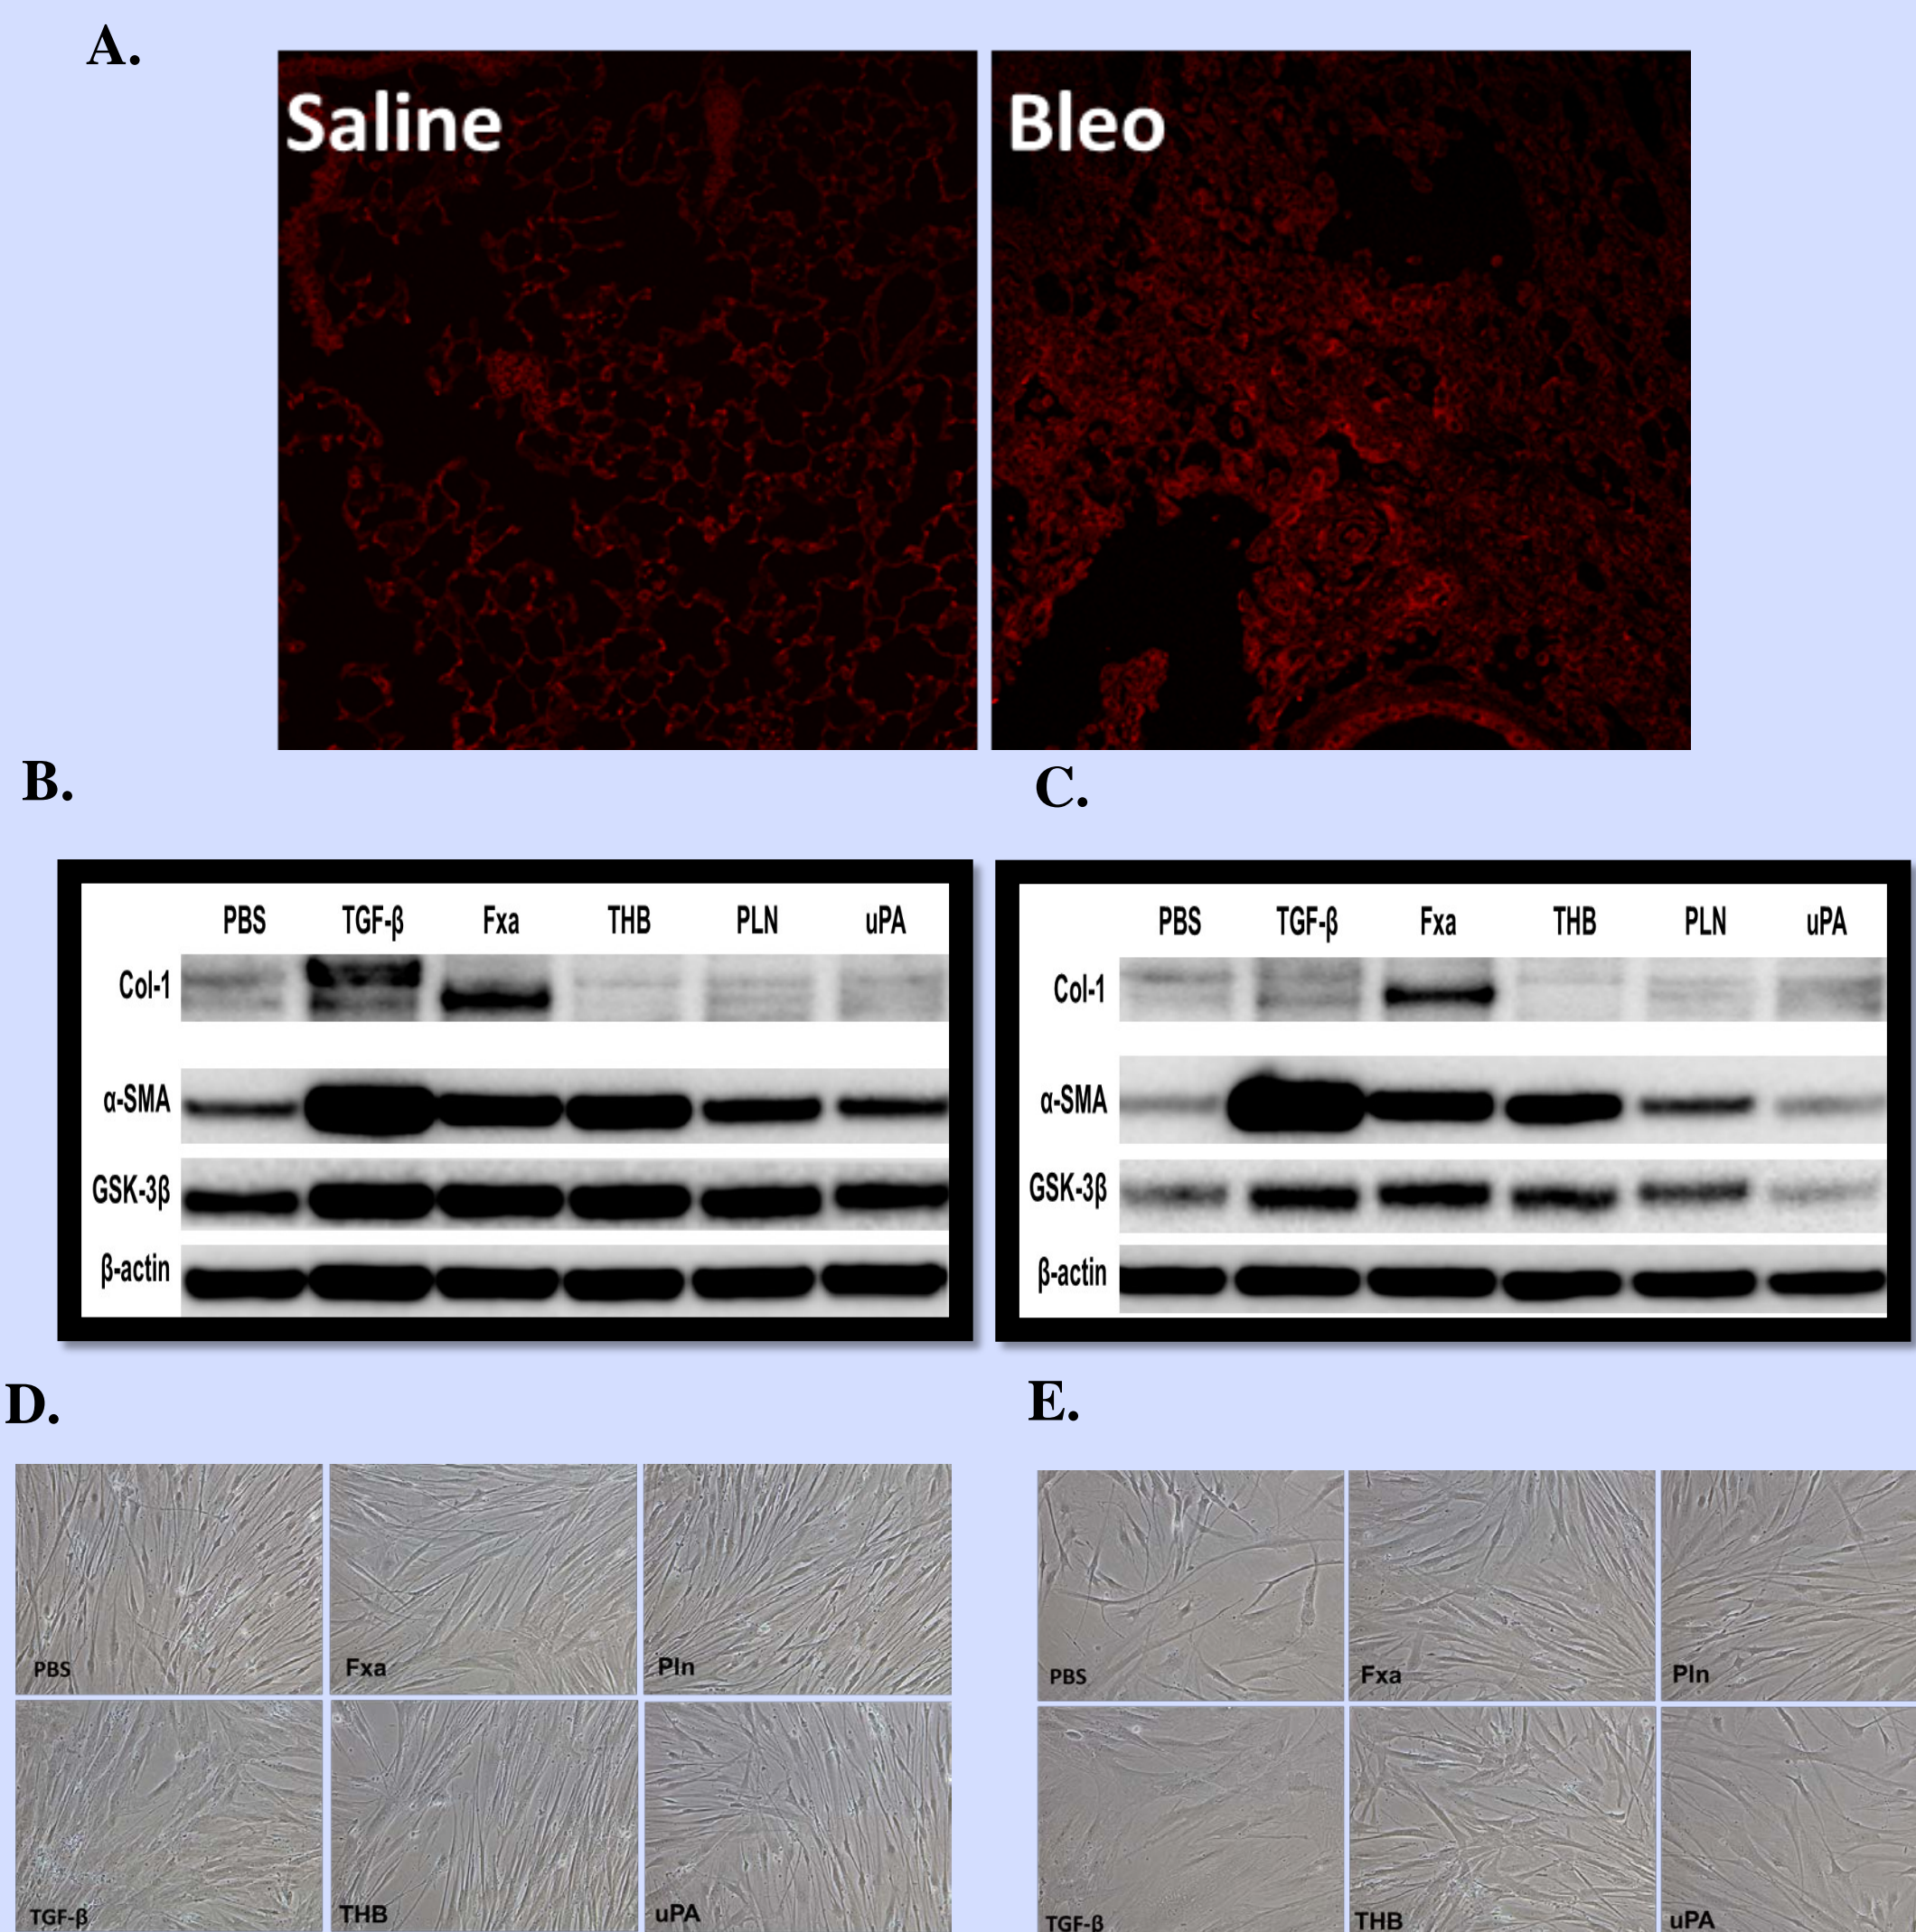 A.
Saline
Bleo
B.
C.
PBS TGF-β Fxa THB PLN uPA
Col-1
α-SMA
GSK-3β
β-actin
PBS TGF-β Fxa THB PLN uPA
Col-1
α-SMA
GSK-3β
β-actin
D.
E.
PBS
Fxa
Pln
TGF-β
THB
uPA
PBS
Fxa
Pln
TGF-β
THB
uPA